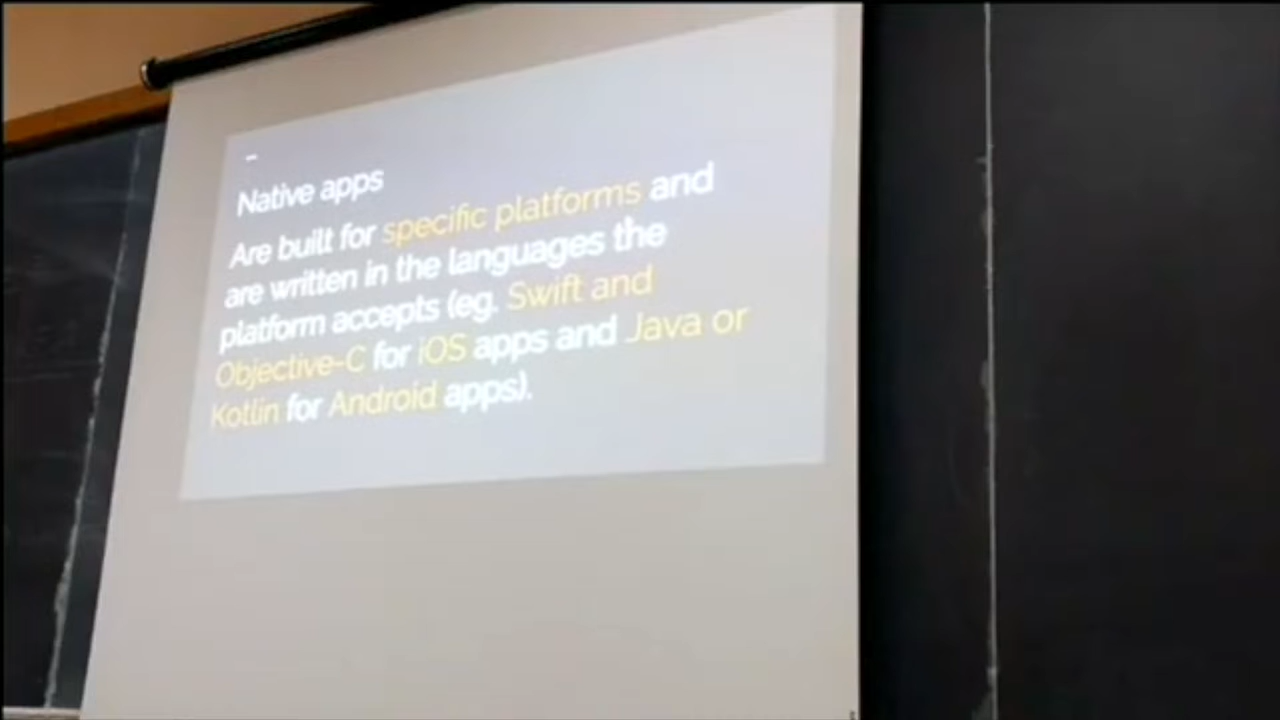 Native apps
Are built for specific platforms and
are written in the languages the
platform accepts (eg. Swift and
Objective-C for iOS apps and Java or
Kotlin for Android apps).